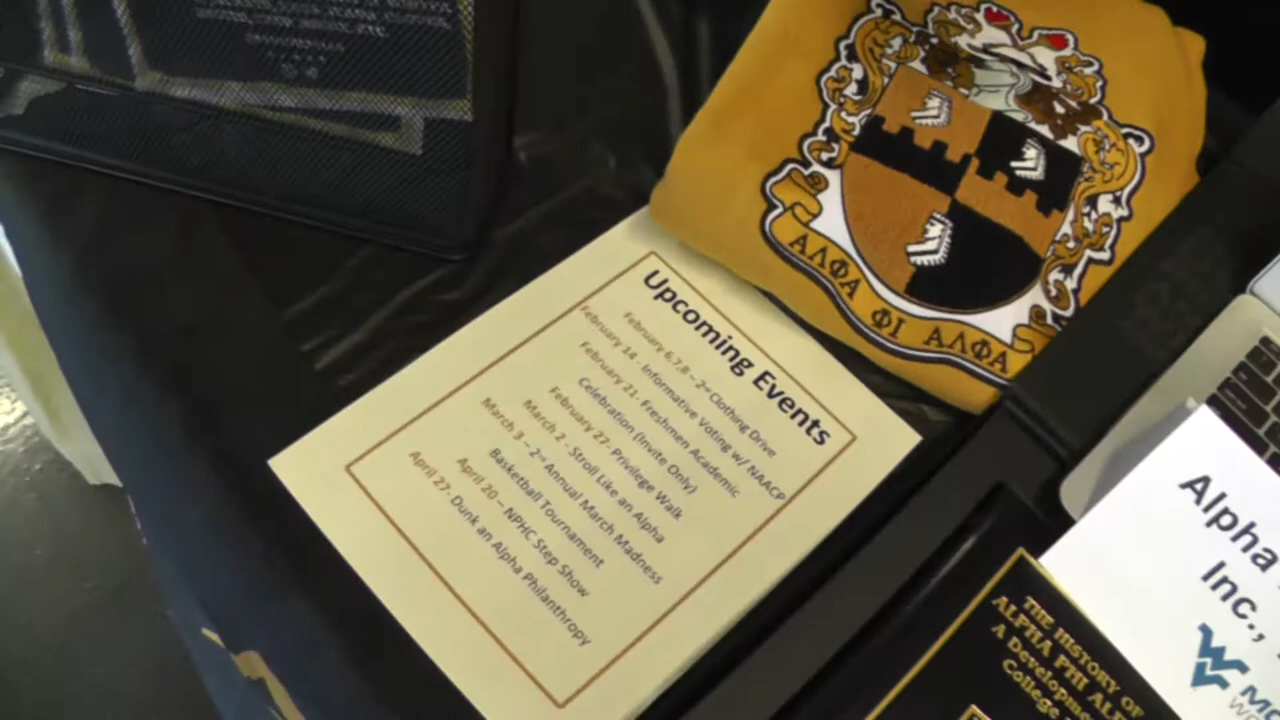 Upcoming Events
February 6,7,8 – 2nd Clothing Drive
February 14 - Informative Voting w/ NAACP
February 21- Freshmen Academic
Celebration (Invite Only)
February 27- Privilege Walk
March 2 - Stroll Like an Alpha
March 3 – 2nd Annual March Madness
Basketball Tournament
April 20 – NPHC Step Show
April 27- Dunk an Alpha Philanthropy
ΑΛΦΑ ΦΙ ΑΛΦΑ
Alpha
Inc.,
THE HISTORY OF
ALPHA PHI AL
A Developme
College